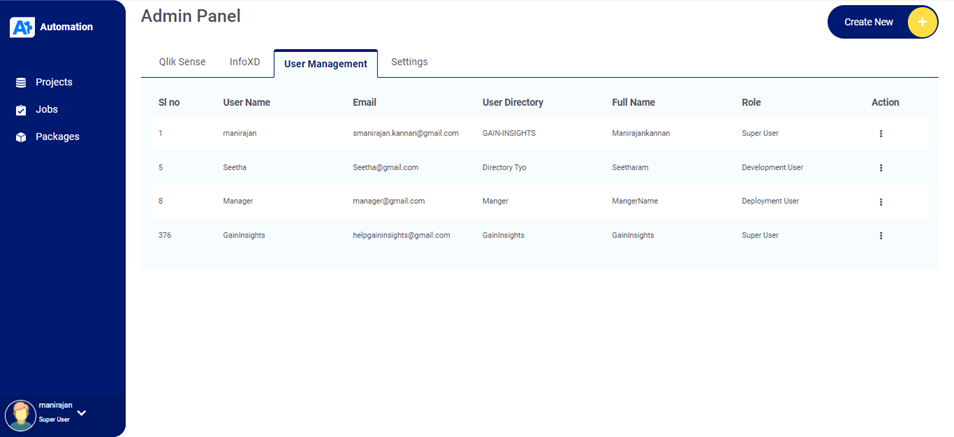 A+ Automation
Projects
Jobs
Packages
manirajan
Super User
Admin Panel
Create New +
Qlik Sense InfoXD User Management Settings
Sl no User Name Email User Directory Full Name Role Action
1 manirajan smanirajan.kannan@gmail.com GAIN-INSIGHTS Manirajankannan Super User
5 Seetha Seetha@gmail.com Directory Tyo Seetharam Development User
8 Manager manager@gmail.com Manger MangerName Deployment User
376 GainInsights helpgaininsights@gmail.com GainInsights GainInsights Super User